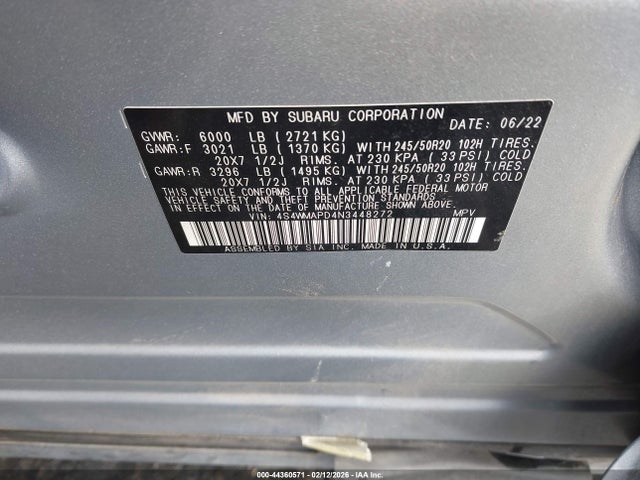 MFD BY SUBARU CORPORATION
GVWR: 6000 LB ( 2721 KG) DATE: 06/22
GAWR:F 3021 LB ( 1370 KG) WITH 245/50R20 102H TIRES.
20X7 1/2J RIMS. AT 230 KPA ( 33 PSI) COLD
GAWR:R 3296 LB ( 1495 KG) WITH 245/50R20 102H TIRES.
20X7 1/2J RIMS. AT 230 KPA ( 33 PSI) COLD
THIS VEHICLE CONFORMS TO ALL APPLICABLE FEDERAL MOTOR
VEHICLE SAFETY AND THEFT PREVENTION STANDARDS
IN EFFECT ON THE DATE OF MANUFACTURE SHOWN ABOVE.
VIN: 4S4WMAPD4N3448272 MPV
ASSEMBLED BY SIA INC. MADE IN U.S.A.
000-44360571 - 02/12/2026 - IAA Inc.